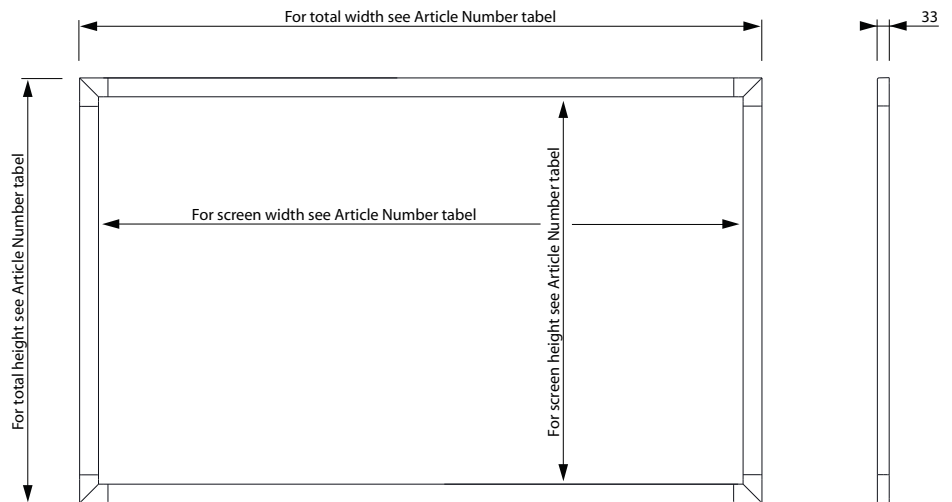 For total width see Article Number tabel
33
For total height see Article Number tabel
For screen width see Article Number tabel
For screen height see Article Number tabel